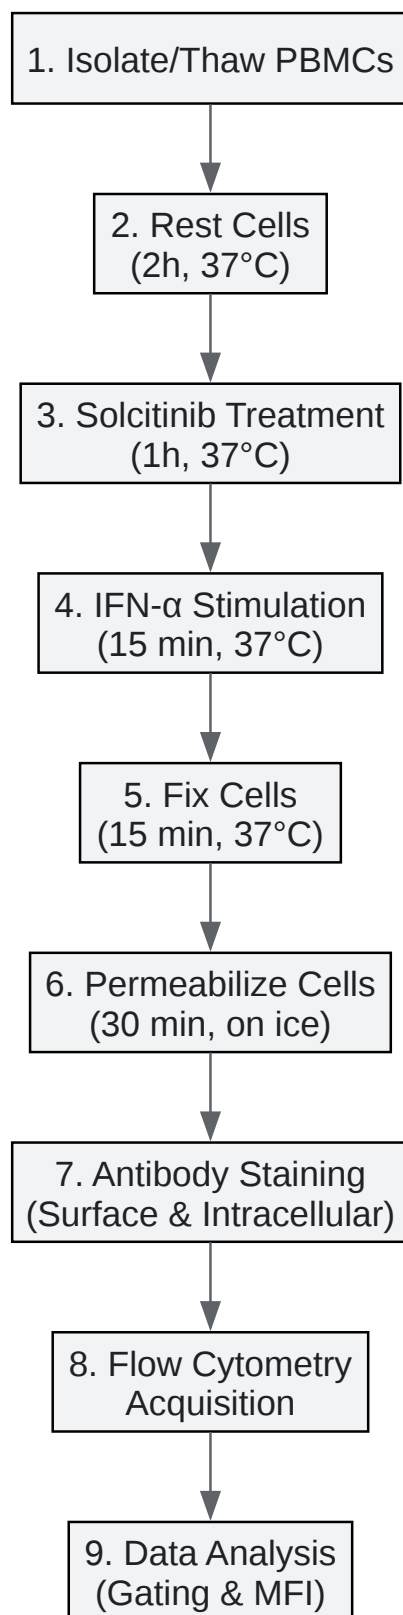 1. Isolate/Thaw PBMCs
2. Rest Cells
(2h, 37°C)
3. Solcitinib Treatment
(1h, 37°C)
4. IFN-α Stimulation
(15 min, 37°C)
5. Fix Cells
(15 min, 37°C)
6. Permeabilize Cells
(30 min, on ice)
7. Antibody Staining
(Surface & Intracellular)
8. Flow Cytometry
Acquisition
9. Data Analysis
(Gating & MFI)